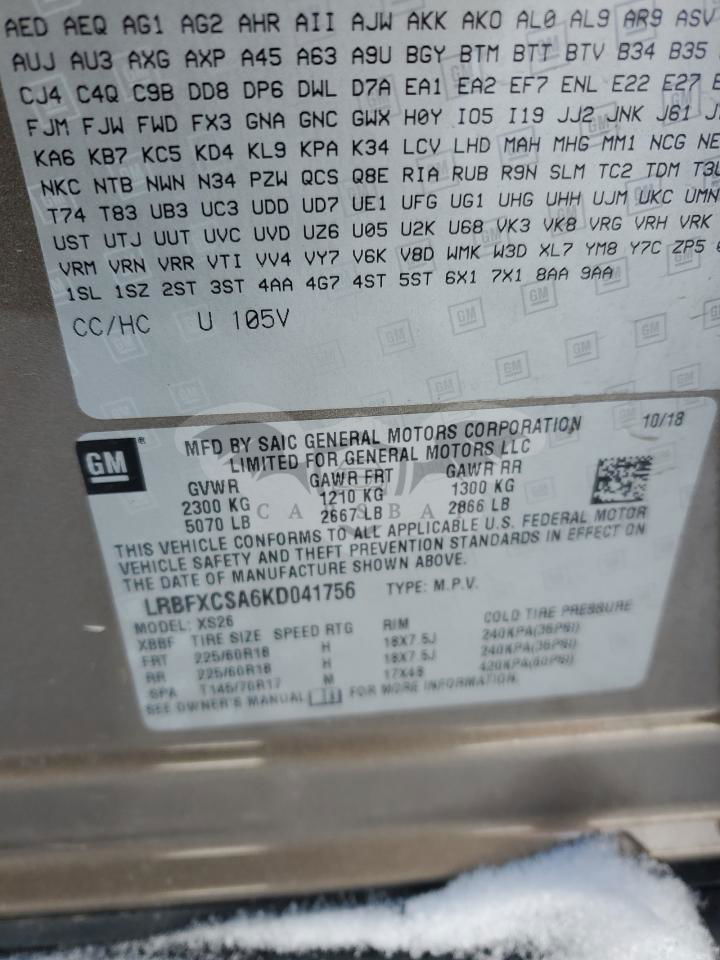 AED AEQ AG1 AG2 AHR AII AJW AKK AKO AL0 AL9 AR9 ASV
AUJ AU3 AXG AXP A45 A63 A9U BGY BTM BTT BTV B34 B35
CJ4 C4Q C9B DD8 DP6 DWL D7A EA1 EA2 EF7 ENL E22 E27
FJM FJW FWD FX3 GNA GNC GWX H0Y IO5 I19 JJ2 JNK J61
KA6 KB7 KC5 KD4 KL9 KPA K34 LCV LHD MAH MHG MM1 NCG NE
NKC NTB NWN N34 PZW QCS Q8E RIA RUB R9N SLM TC2 TDM T3U
T74 T83 UB3 UC3 UDD UD7 UE1 UFG UG1 UHG UHH UJM UKC UMN
UST UTJ UUT UVC UVD UZ6 U05 U2K U68 VK3 VK8 VRG VRH VRK
VRM VRN VRR VTI VV4 VY7 V6K V8D WMK W3D XL7 YM8 Y7C ZP5
1SL 1SZ 2ST 3ST 4AA 4G7 4ST 5ST 6X1 7X1 8AA 9AA
CC/HC U 105V
GM
MFD BY SAIC GENERAL MOTORS CORPORATION 10/18
LIMITED FOR GENERAL MOTORS LLC
GVWR GAWR FRT GAWR RR
2300 KG 1210 KG 1300 KG
5070 LB 2667 LB 2866 LB
THIS VEHICLE CONFORMS TO ALL APPLICABLE U.S. FEDERAL MOTOR
VEHICLE SAFETY AND THEFT PREVENTION STANDARDS IN EFFECT ON
THE DATE OF MANUFACTURE SHOWN ABOVE.
LRBFXCSA6KD041756 TYPE: M.P.V.
MODEL: XS26
XBBF TIRE SIZE SPEED RTG RIM COLD TIRE PRESSURE
FRT 225/60R18 H 18X7.5J 240KPA(35PSI)
RR 225/60R18 H 18X7.5J 240KPA(35PSI)
SPA T145/70R17 M 17X4B 420KPA(60PSI)
SEE OWNER'S MANUAL FOR MORE INFORMATION.